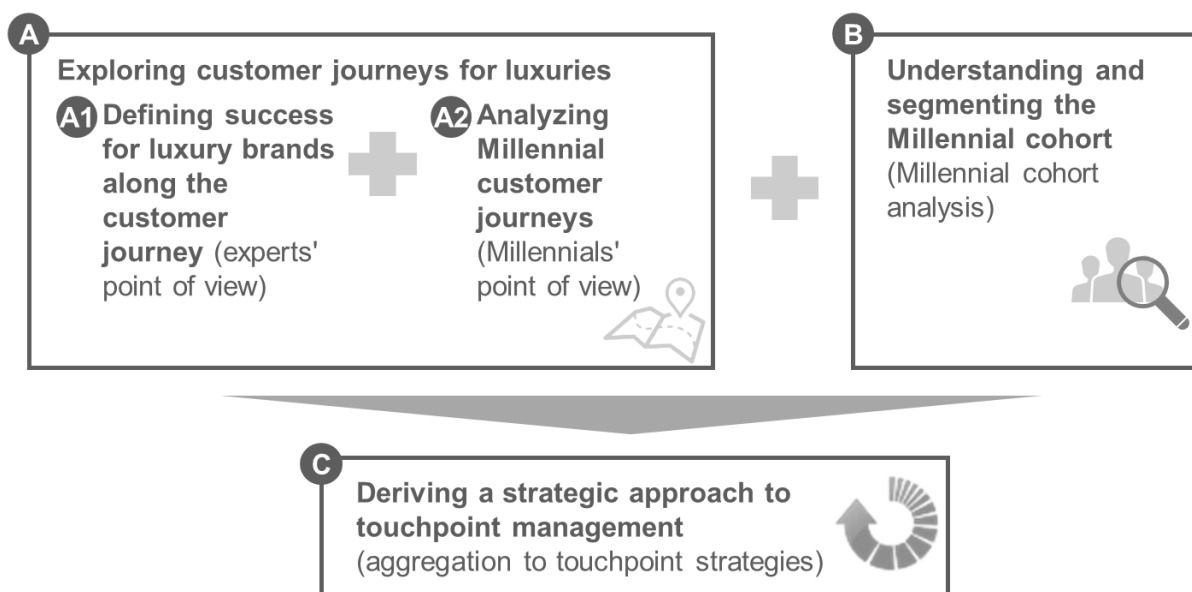 A
Exploring customer journeys for luxuries
A1 Defining success
for luxury brands
along the
customer
journey (experts'
point of view)
A2 Analyzing
Millennial
customer
journeys
(Millennials'
point of view)
B
Understanding and
segmenting the
Millennial cohort
(Millennial cohort
analysis)
C
Deriving a strategic approach to
touchpoint management
(aggregation to touchpoint strategies)